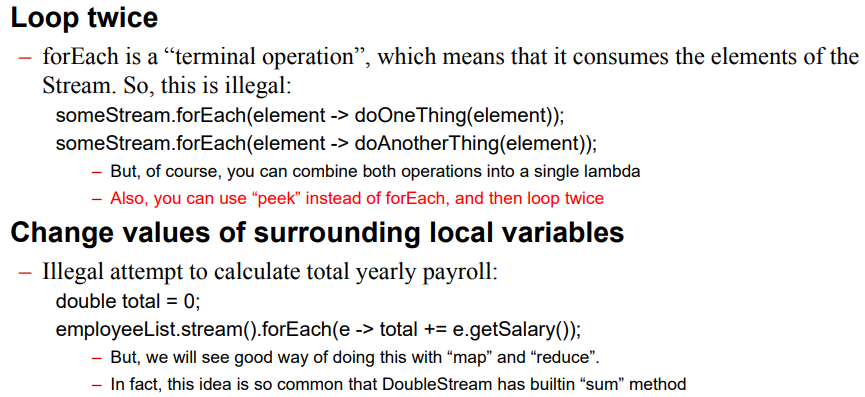 Loop twice
– forEach is a “terminal operation”, which means that it consumes the elements of the
Stream. So, this is illegal:
someStream.forEach(element -> doOneThing(element));
someStream.forEach(element -> doAnotherThing(element));
– But, of course, you can combine both operations into a single lambda
– Also, you can use “peek” instead of forEach, and then loop twice
Change values of surrounding local variables
– Illegal attempt to calculate total yearly payroll:
double total = 0;
employeeList.stream().forEach(e -> total += e.getSalary());
– But, we will see good way of doing this with “map” and “reduce”.
– In fact, this idea is so common that DoubleStream has builtin “sum” method